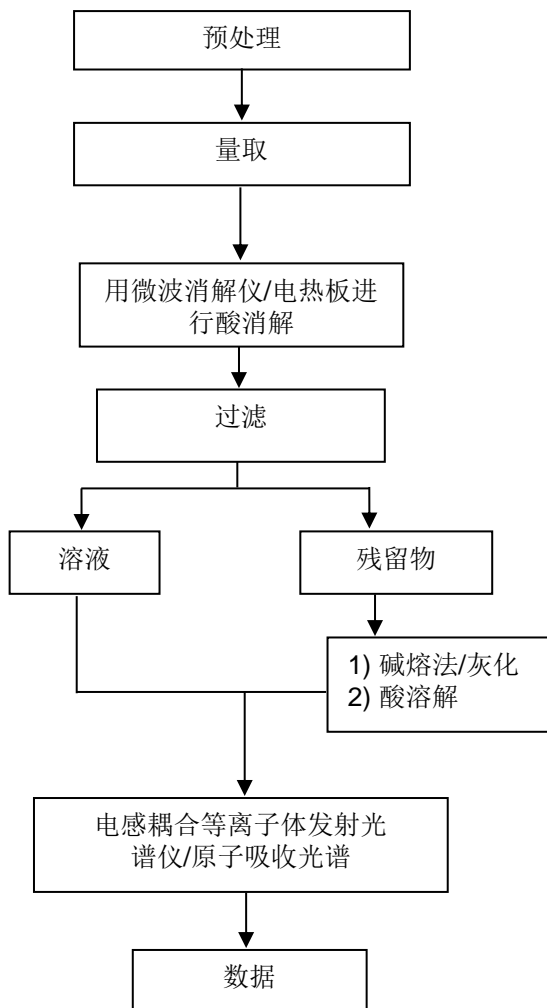 预处理
量取
用微波消解仪/电热板进
行酸消解
过滤
溶液
残留物
1) 碱熔法/灰化
2) 酸溶解
电感耦合等离子体发射光
谱仪/原子吸收光谱
数据